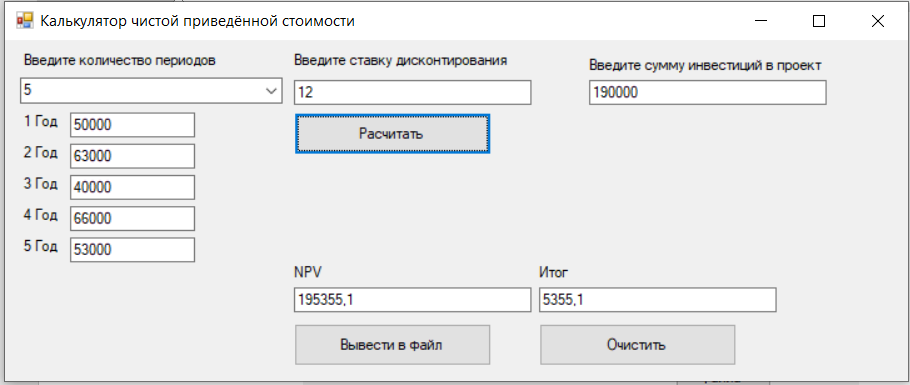 Калькулятор чистой приведённой стоимости
Введите количество периодов
5
Введите ставку дисконтирования
12
Введите сумму инвестиций в проект
190000
Расчитать
1 Год 50000
2 Год 63000
3 Год 40000
4 Год 66000
5 Год 53000
NPV
195355,1
Итог
5355,1
Вывести в файл
Очистить